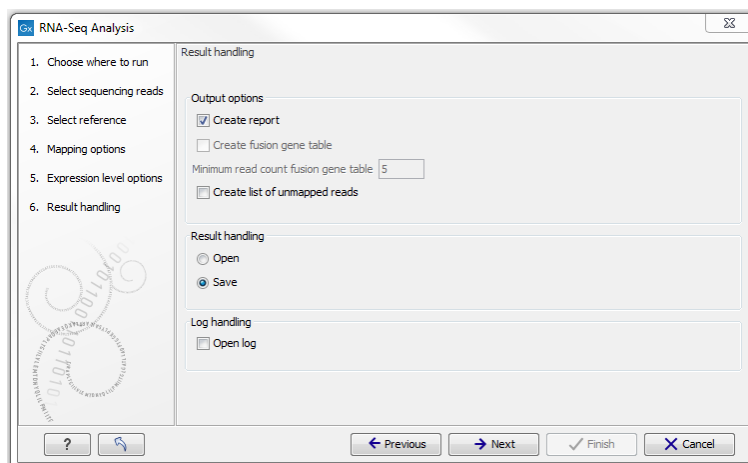 Gx RNA-Seq Analysis
1. Choose where to run
2. Select sequencing reads
3. Select reference
4. Mapping options
5. Expression level options
6. Result handling
Result handling
Output options
Create report
Create fusion gene table
Minimum read count fusion gene table 5
Create list of unmapped reads
Result handling
Open
Save
Log handling
Open log
? Previous Next Finish Cancel